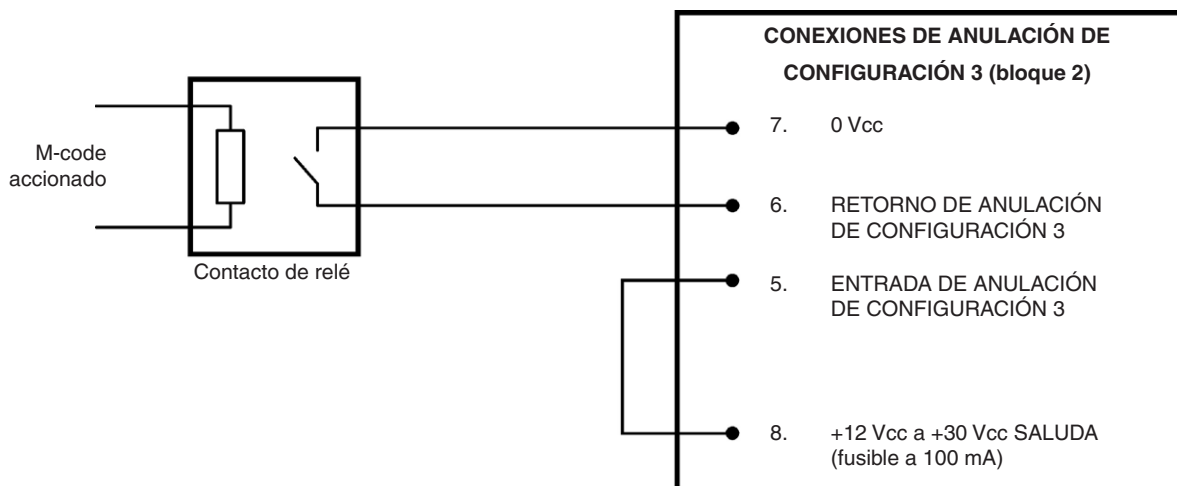 CONEXIONES DE ANULACIÓN DE
CONFIGURACIÓN 3 (bloque 2)
7. 0 Vcc
M-code
accionado
6. RETORNO DE ANULACIÓN
DE CONFIGURACIÓN 3
Contacto de relé
5. ENTRADA DE ANULACIÓN
DE CONFIGURACIÓN 3
8. +12 Vcc a +30 Vcc SALUDA
(fusible a 100 mA)